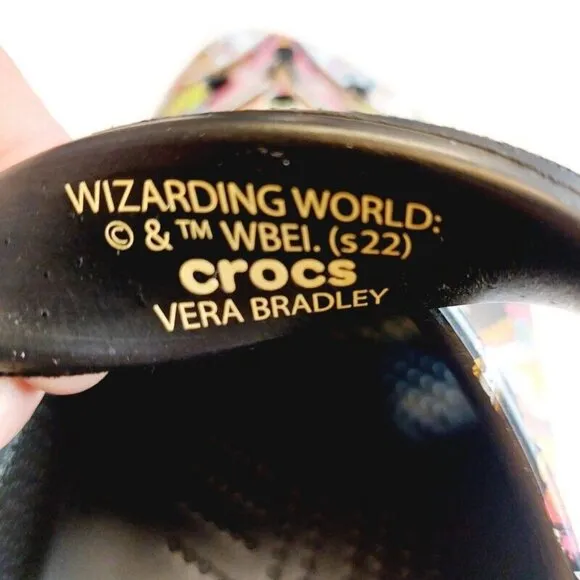 WIZARDING WORLD:
© & ™ WBEI. (s22)
crocs
VERA BRADLEY